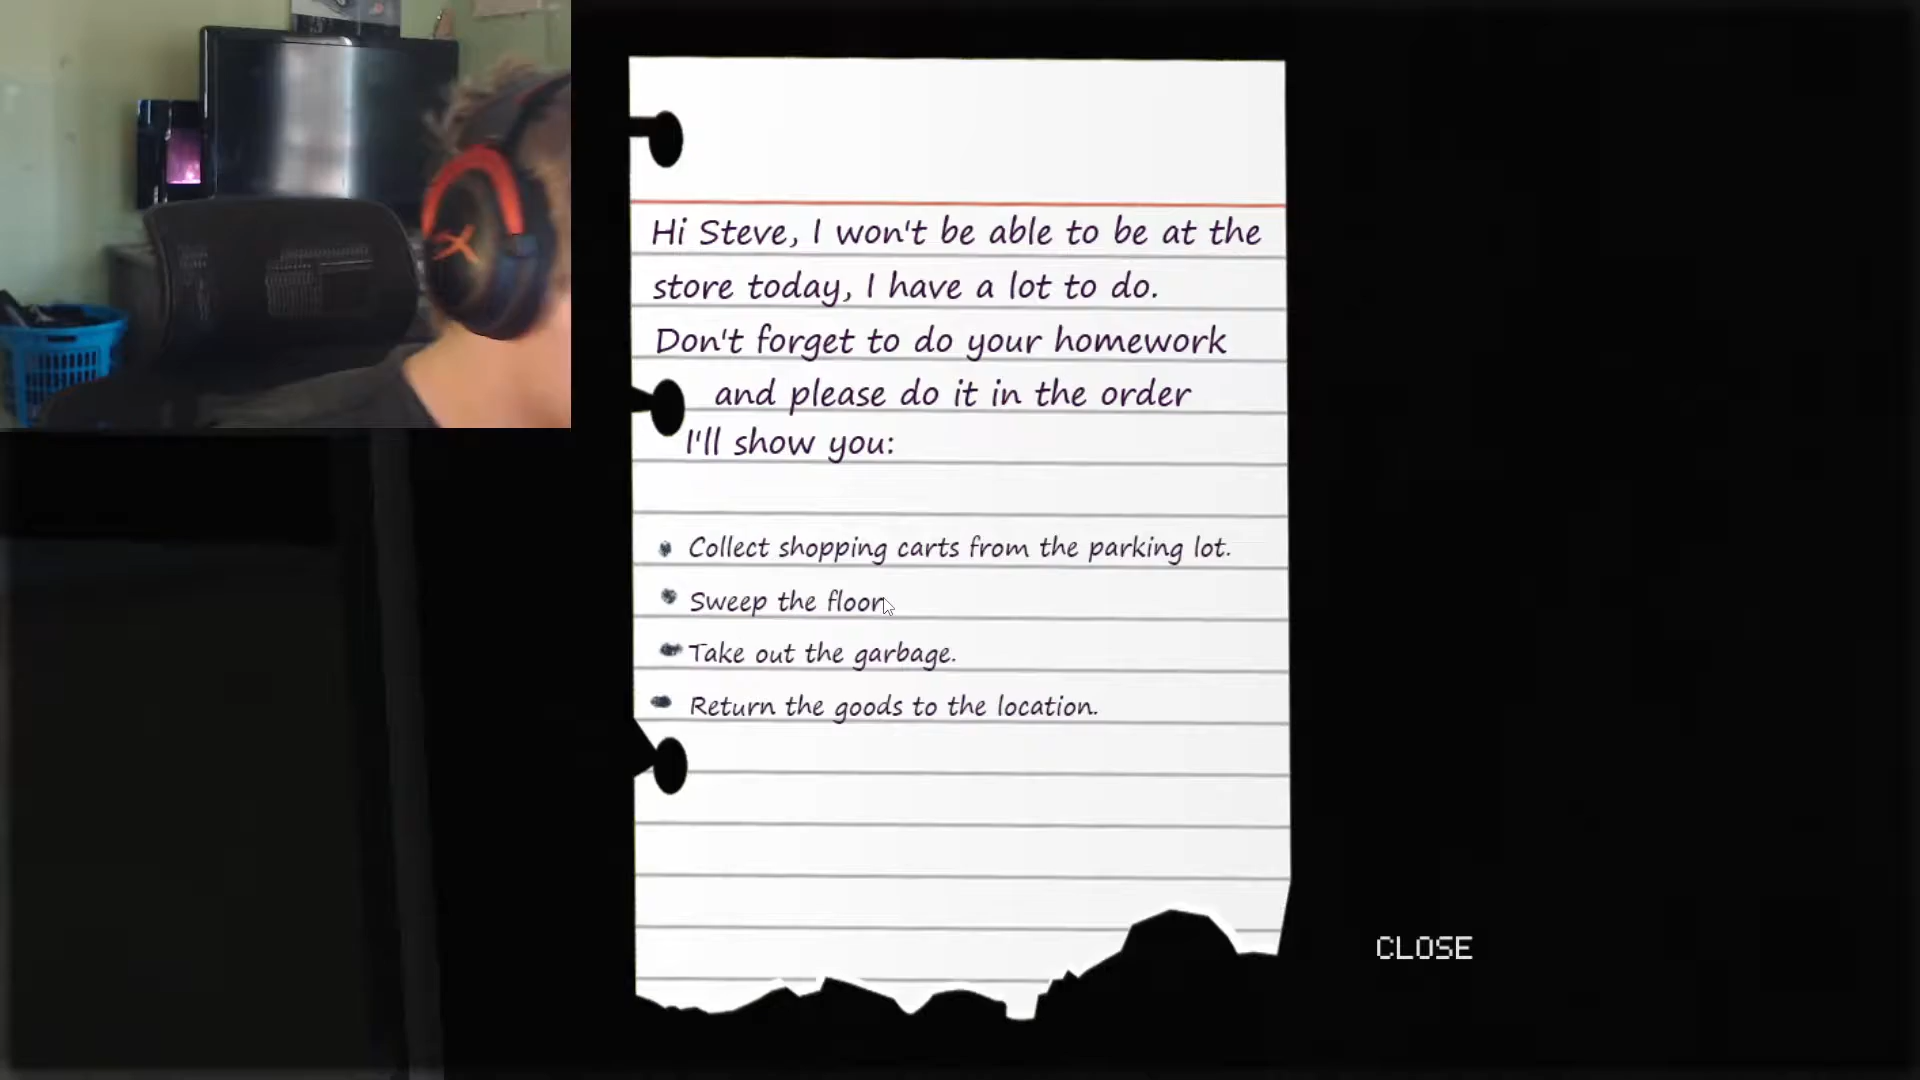 Hi Steve, I won't be able to be at the
store today, I have a lot to do.
Don't forget to do your homework
and please do it in the order
I'll show you:
Collect shopping carts from the parking lot.
Sweep the floor.
Take out the garbage.
Return the goods to the location.
CLOSE